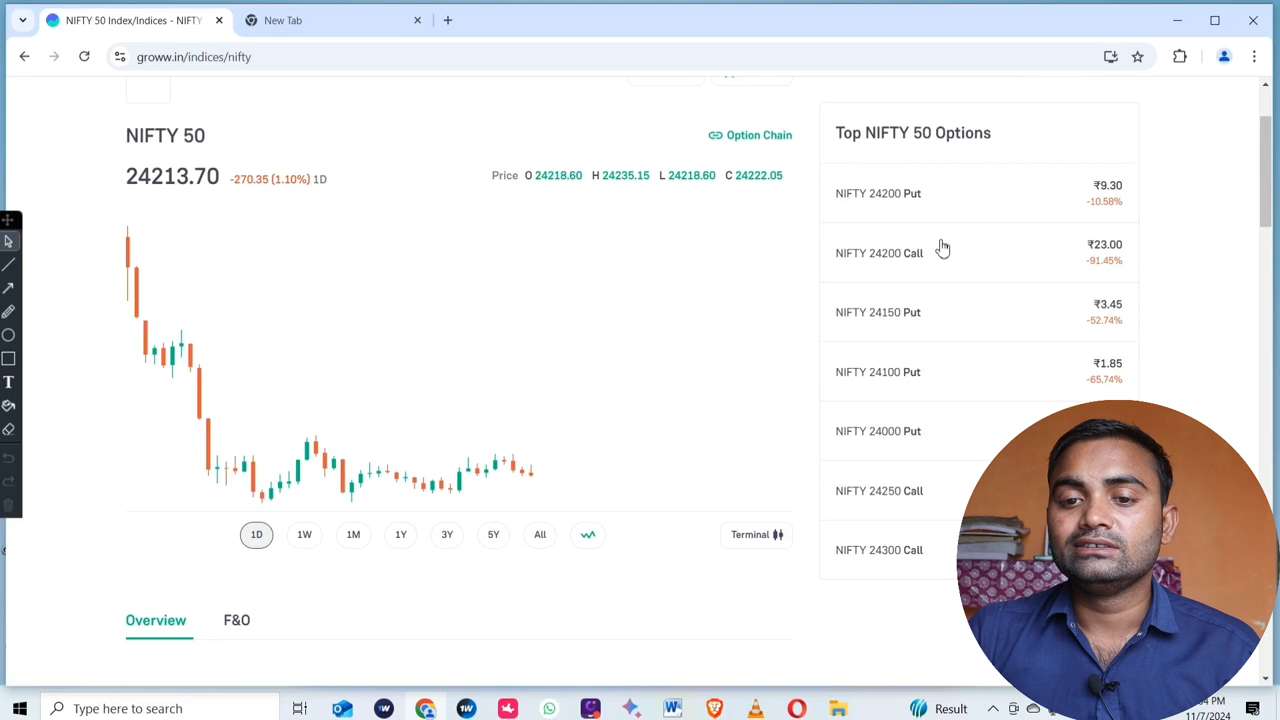 NIFTY 50 Index/Indices - NIFTY
New Tab
groww.in/indices/nifty
NIFTY 50
Option Chain
24213.70 -270.35 (1.10%) 1D
Price O 24218.60 H 24235.15 L 24218.60 C 24222.05
1D 1W 1M 1Y 3Y 5Y All
Terminal
Overview F&O
Top NIFTY 50 Options
NIFTY 24200 Put ₹9.30
-10.58%
NIFTY 24200 Call ₹23.00
-91.45%
NIFTY 24150 Put ₹3.45
-52.74%
NIFTY 24100 Put ₹1.85
-65.74%
NIFTY 24000 Put
NIFTY 24250 Call
NIFTY 24300 Call
T
Type here to search
Result
PM
11/7/2024